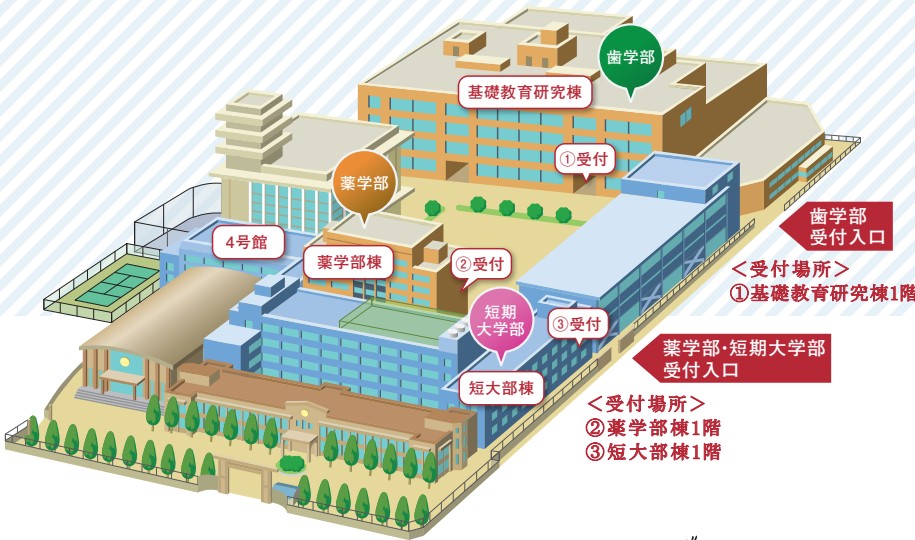 歯学部
基礎教育研究棟
①受付
薬学部
4号館
薬学部棟
②受付
短期
大学部
③受付
短大部棟
歯学部
受付入口
＜受付場所＞
①基礎教育研究棟1階
薬学部・短期大学部
受付入口
＜受付場所＞
②薬学部棟1階
③短大部棟1階